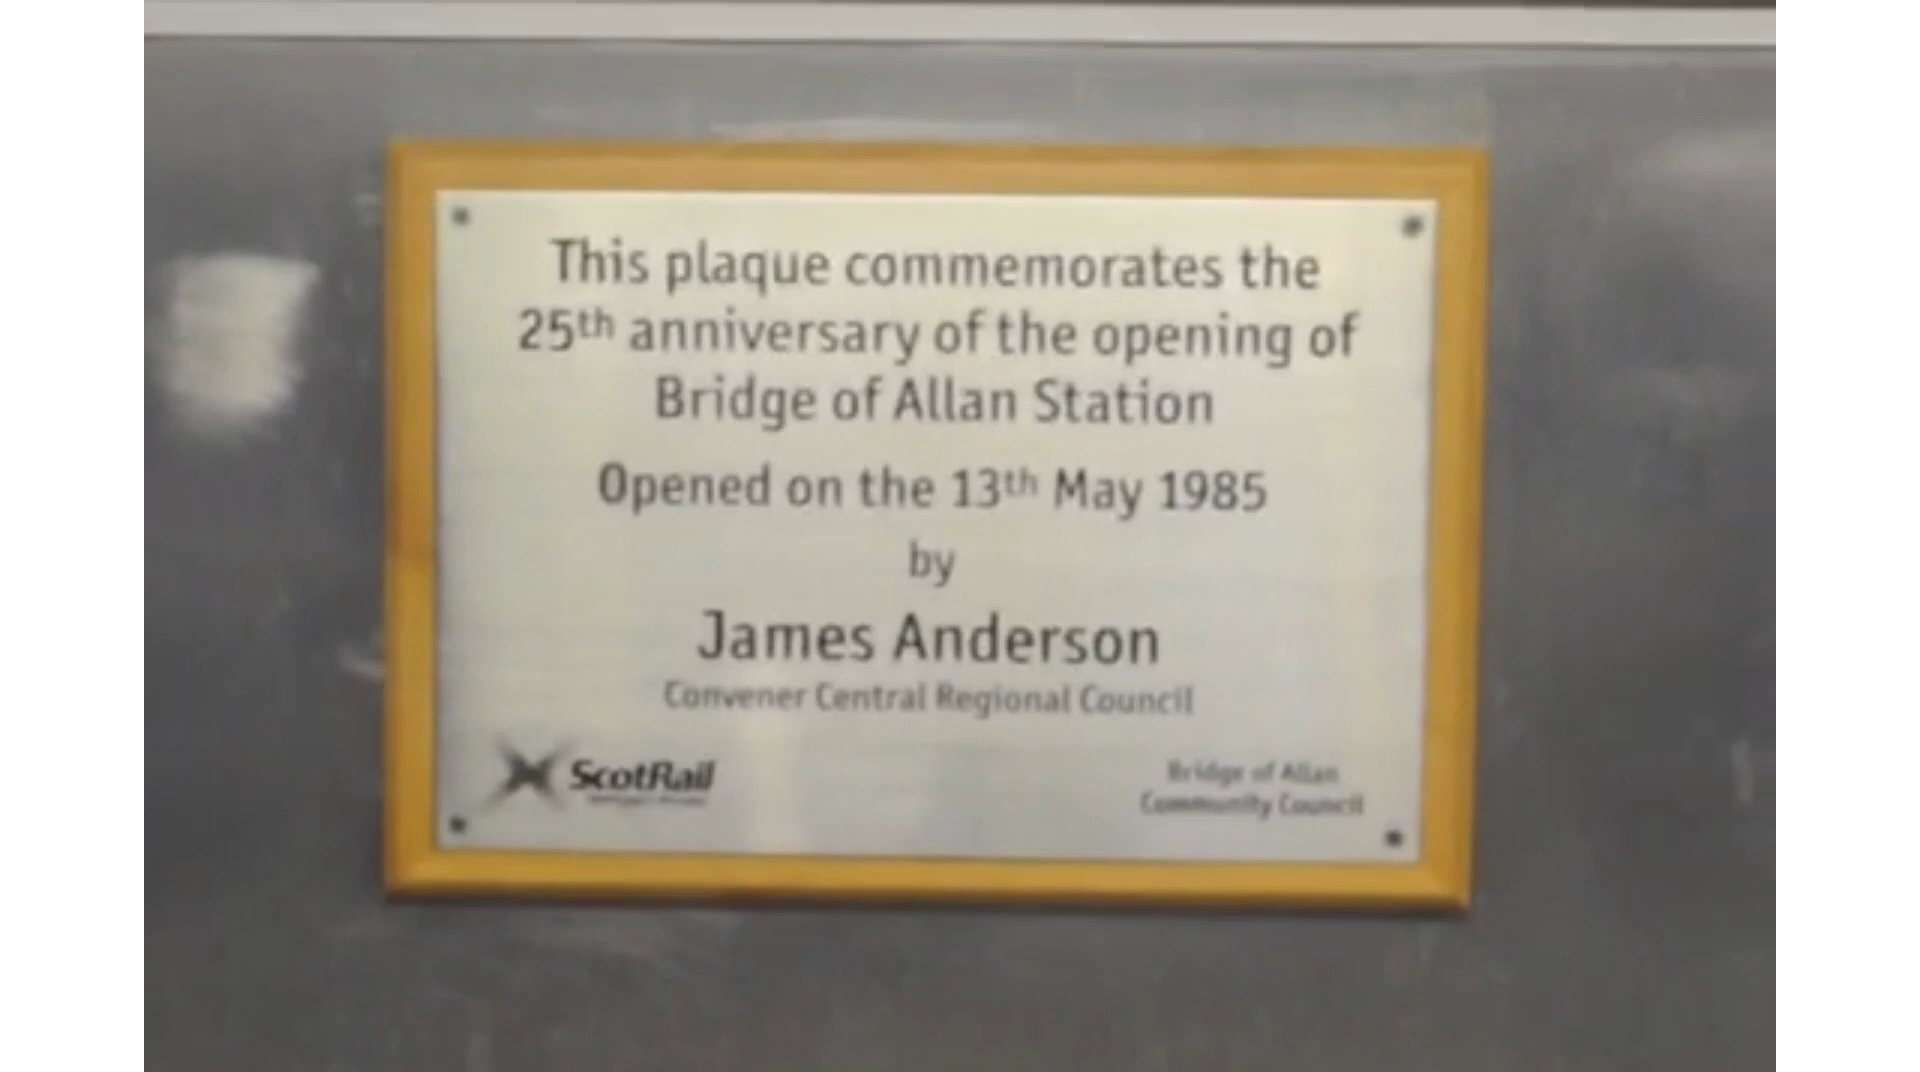 This plaque commemorates the
25th anniversary of the opening of
Bridge of Allan Station
Opened on the 13th May 1985
by
James Anderson
Convener Central Regional Council
ScotRail
Bridge of Allan
Community Council